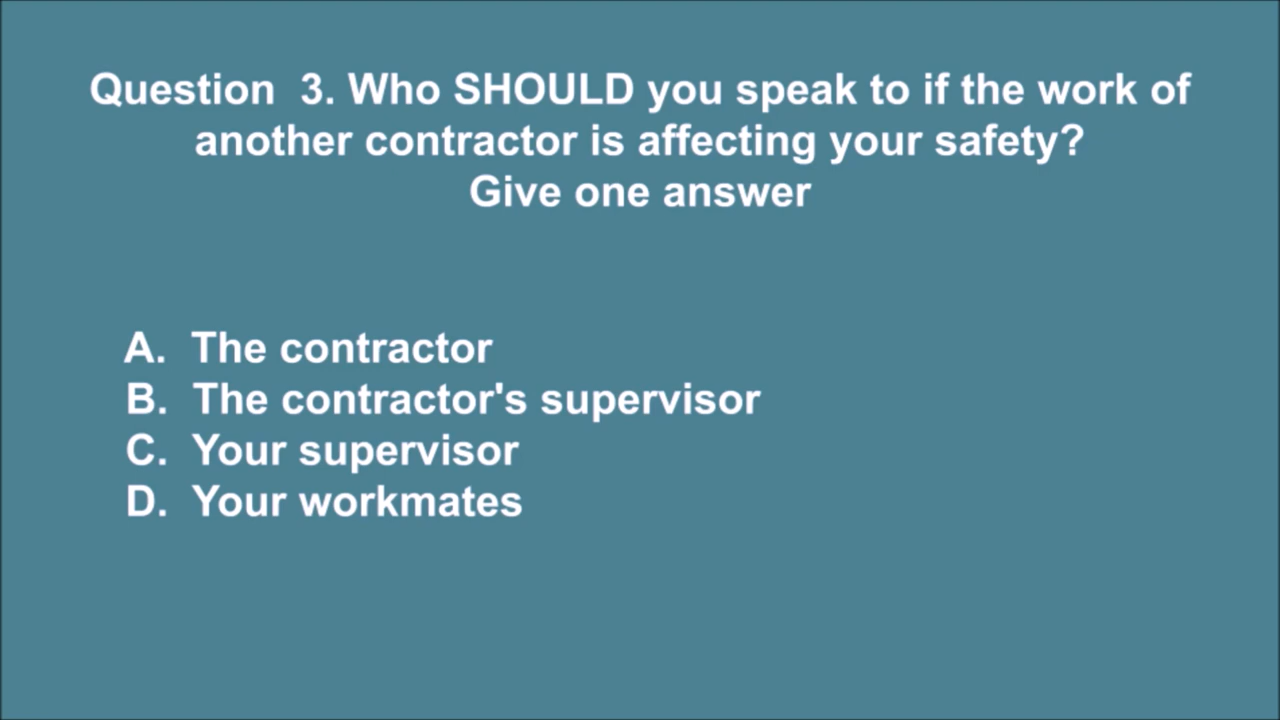 Question  3. Who SHOULD you speak to if the work of
another contractor is affecting your safety?
Give one answer
A.  The contractor
B.  The contractor's supervisor
C.  Your supervisor
D.  Your workmates